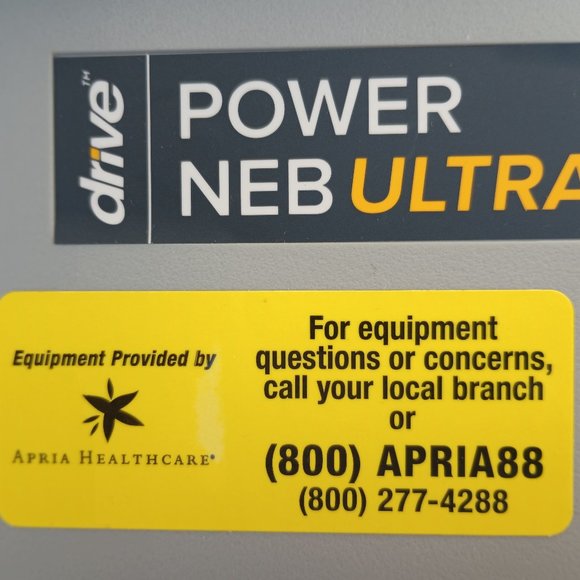 drive™
POWER
NEB ULTRA
Equipment Provided by
APRIA HEALTHCARE®
For equipment
questions or concerns,
call your local branch
or
(800) APRIA88
(800) 277-4288